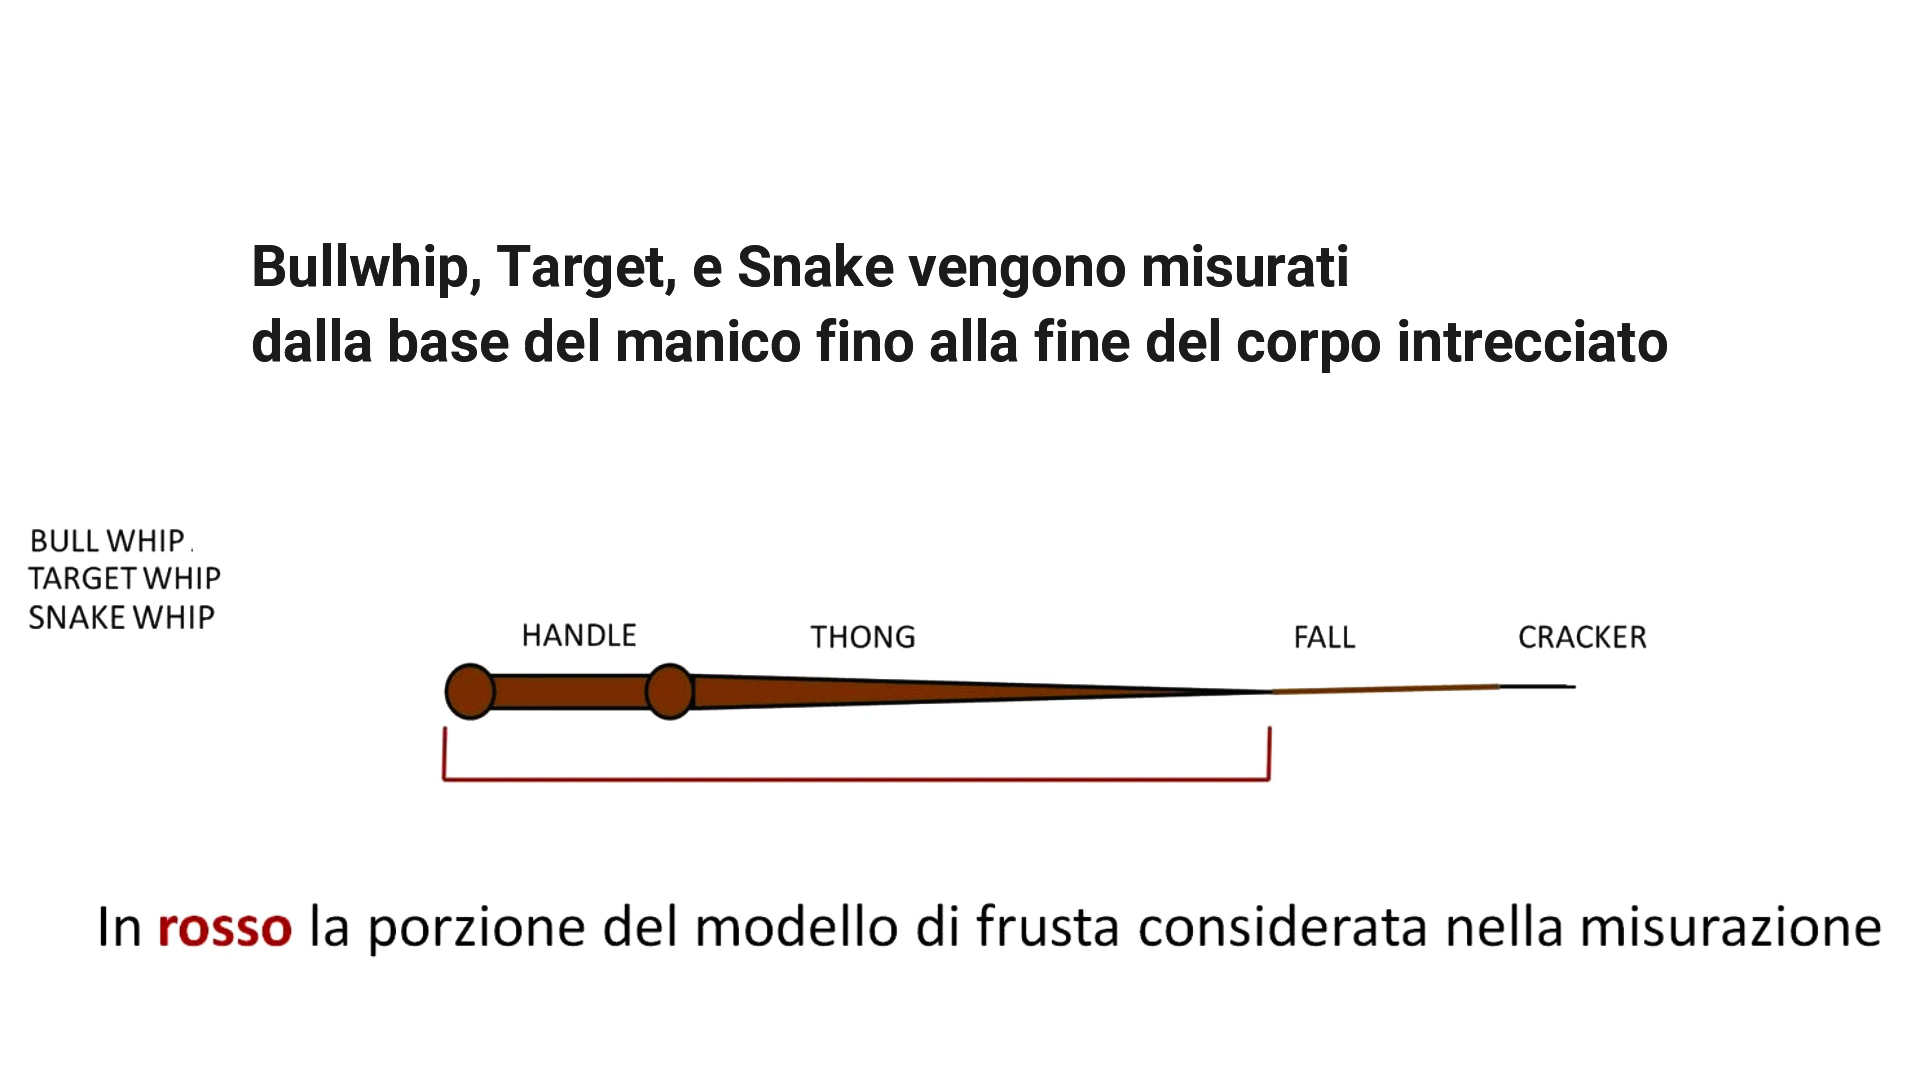 Bullwhip, Target, e Snake vengono misurati
dalla base del manico fino alla fine del corpo intrecciato
BULL WHIP.
TARGET WHIP
SNAKE WHIP
HANDLE
THONG
FALL
CRACKER
In rosso la porzione del modello di frusta considerata nella misurazione